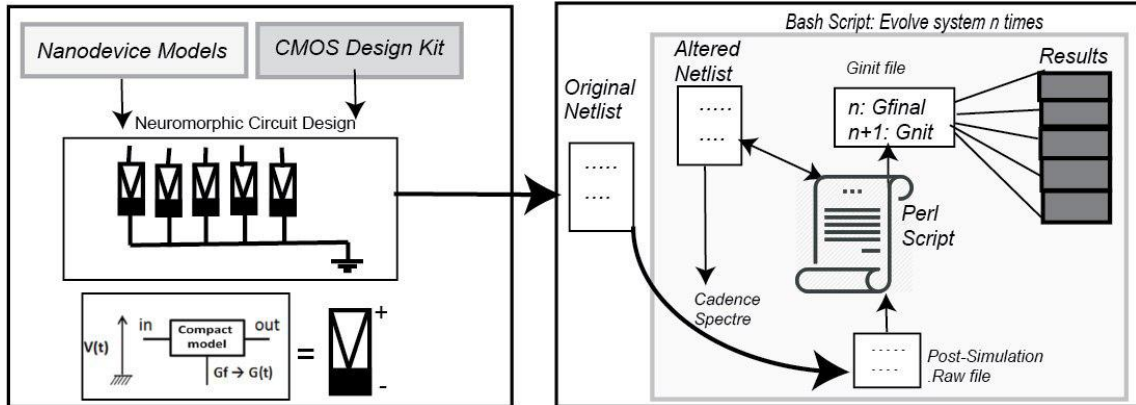 Nanodevice Models
CMOS Design Kit
Neuromorphic Circuit Design
V(t)
in
Compact
model
out
Gf → G(t)
=
+
-
Bash Script: Evolve system n times
Original
Netlist
.....
....
Altered
Netlist
.....
....
Ginit file
n: Gfinal
n+1: Gnit
Results
...
Perl
Script
Cadence
Spectre
.....
.....
Post-Simulation
.Raw file